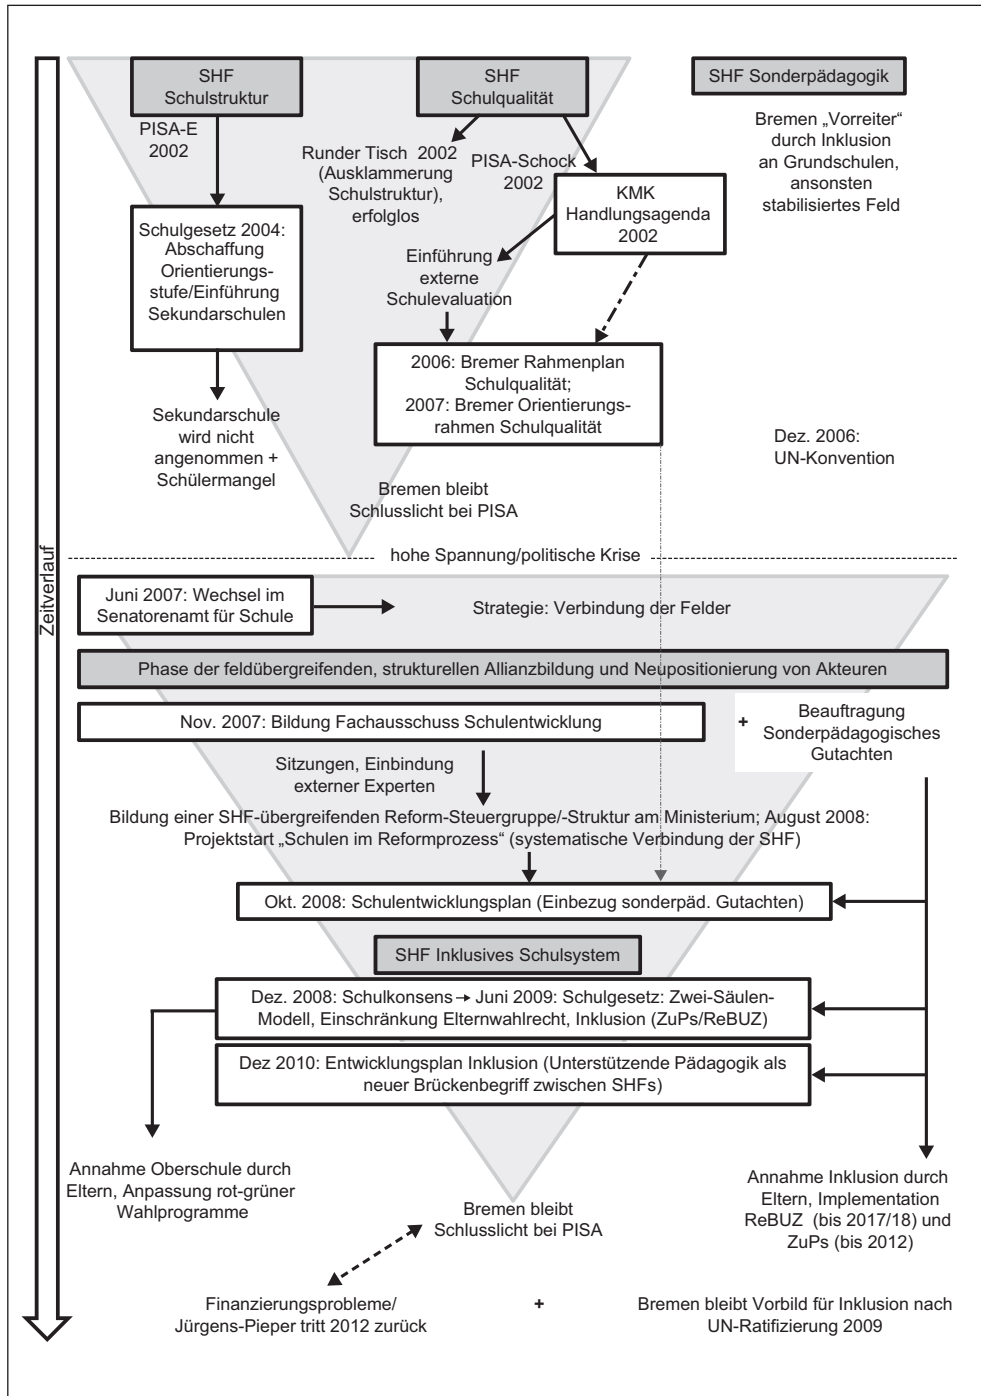 SHF
Schulstruktur
SHF
Schulqualität
SHF Sonderpädagogik
PISA-E
2002
Runder Tisch 2002
(Ausklammerung
Schulstruktur),
erfolglos
PISA-Schock
2002
Bremen „Vorreiter“
durch Inklusion
an Grundschulen,
ansonsten
stabilisiertes Feld
KMK
Handlungsagenda
2002
Schulgesetz 2004:
Abschaffung
Orientierungs-
stufe/Einführung
Sekundarschulen
Einführung
externe
Schulevaluation
2006: Bremer Rahmenplan
Schulqualität;
2007: Bremer Orientierungs-
rahmen Schulqualität
Sekundarschule
wird nicht
angenommen +
Schülermangel
Dez. 2006:
UN-Konvention
Bremen bleibt
Schlusslicht bei PISA
Zeitverlauf
hohe Spannung/politische Krise
Juni 2007: Wechsel im
Senatorenamt für Schule
Strategie: Verbindung der Felder
Phase der feldübergreifenden, strukturellen Allianzbildung und Neupositionierung von Akteuren
Nov. 2007: Bildung Fachausschuss Schulentwicklung
+
Beauftragung
Sonderpädagogisches
Gutachten
Sitzungen, Einbindung
externer Experten
Bildung einer SHF-übergreifenden Reform-Steuergruppe/-Struktur am Ministerium; August 2008:
Projektstart „Schulen im Reformprozess“ (systematische Verbindung der SHF)
Okt. 2008: Schulentwicklungsplan (Einbezug sonderpäd. Gutachten)
SHF Inklusives Schulsystem
Dez. 2008: Schulkonsens → Juni 2009: Schulgesetz: Zwei-Säulen-
Modell, Einschränkung Elternwahlrecht, Inklusion (ZuPs/ReBUZ)
Dez 2010: Entwicklungsplan Inklusion (Unterstützende Pädagogik als
neuer Brückenbegriff zwischen SHFs)
Annahme Oberschule durch
Eltern, Anpassung rot-grüner
Wahlprogramme
Bremen bleibt
Schlusslicht bei PISA
Annahme Inklusion durch
Eltern, Implementation
ReBUZ (bis 2017/18) und
ZuPs (bis 2012)
Finanzierungsprobleme/
Jürgens-Pieper tritt 2012 zurück
+
Bremen bleibt Vorbild für Inklusion nach
UN-Ratifizierung 2009